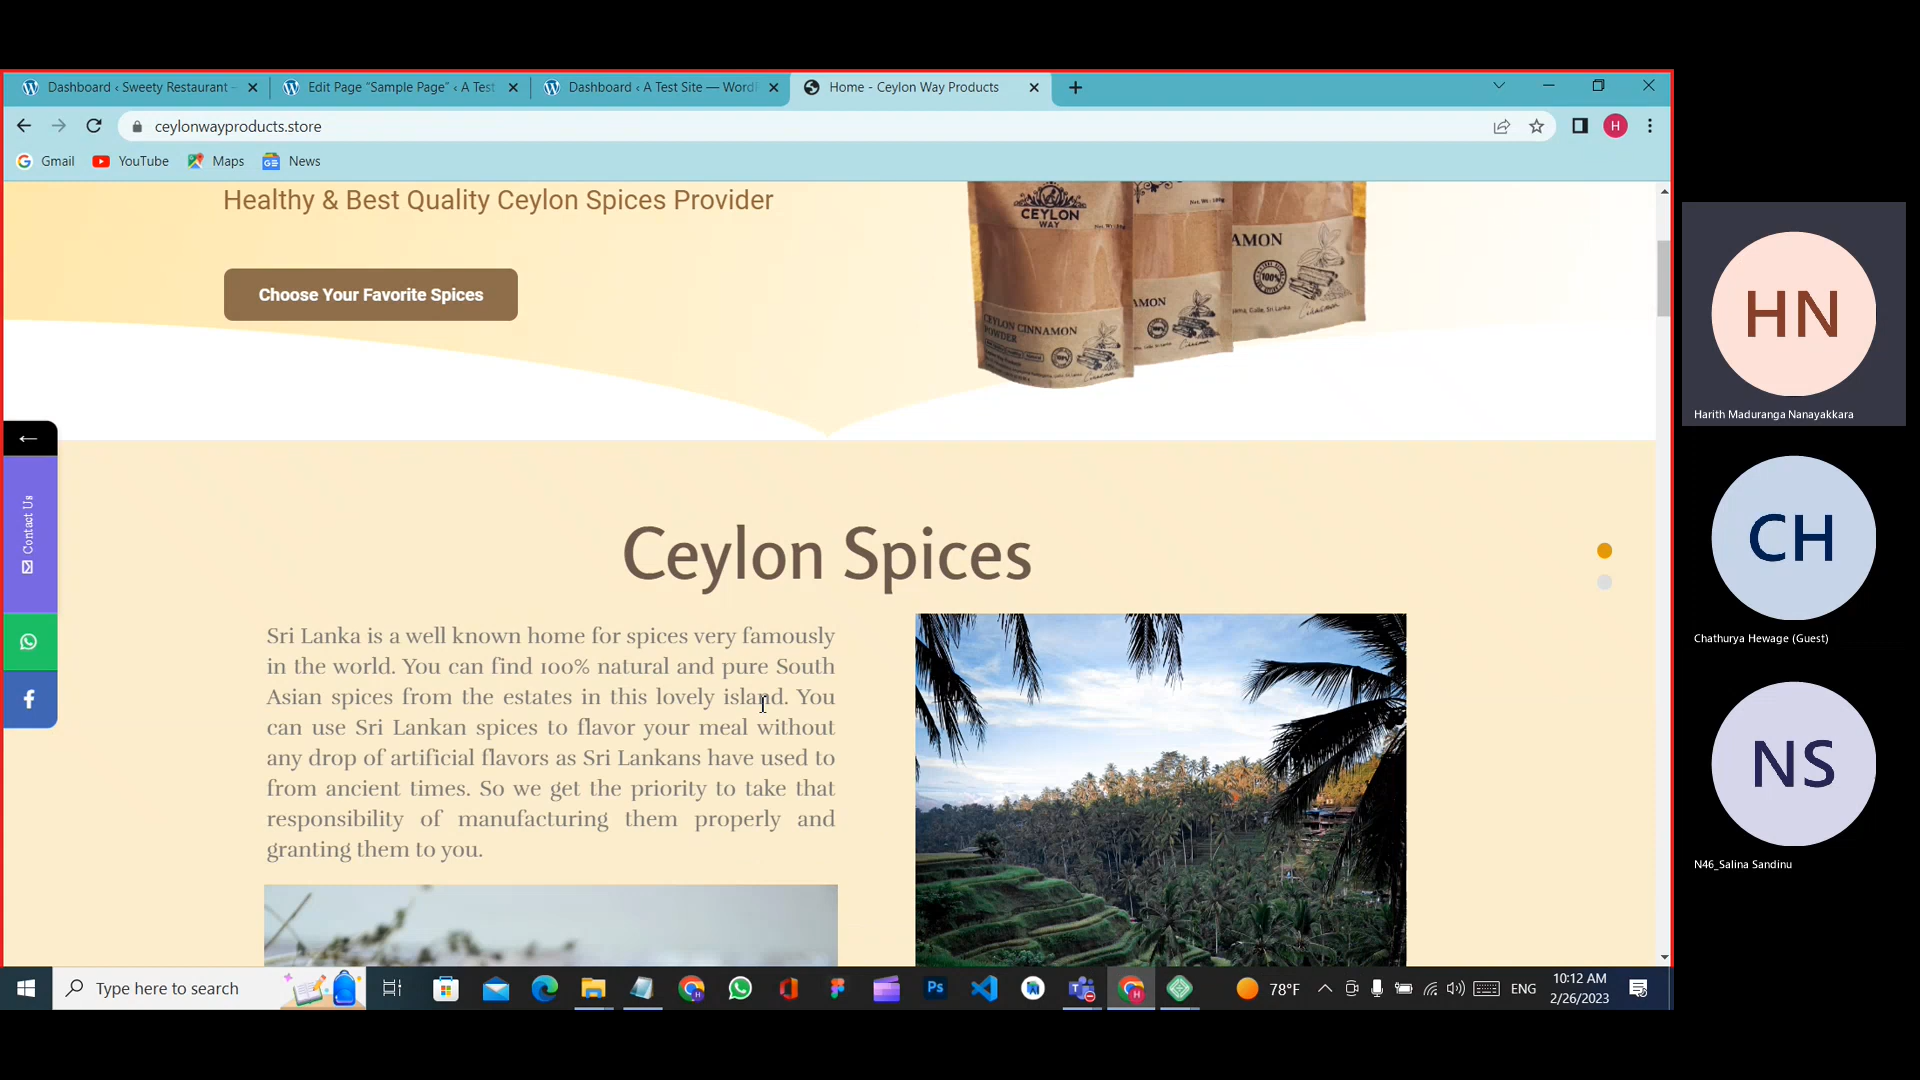 Dashboard ‹ Sweety Restaurant -
Edit Page "Sample Page" ‹ A Test
Dashboard ‹ A Test Site — WordP
Home - Ceylon Way Products
ceylonwayproducts.store
H
Gmail
YouTube
Maps
News
Healthy & Best Quality Ceylon Spices Provider
Choose Your Favorite Spices
CEYLON
WAY
AMON
AMON
CEYLON CINNAMON
POWDER
100%
Cinnamon
Contact Us
Ceylon Spices
Sri Lanka is a well known home for spices very famously
in the world. You can find 100% natural and pure South
Asian spices from the estates in this lovely island. You
can use Sri Lankan spices to flavor your meal without
any drop of artificial flavors as Sri Lankans have used to
from ancient times. So we get the priority to take that
responsibility of manufacturing them properly and
granting them to you.
HN
Harith Maduranga Nanayakkara
CH
Chathurya Hewage (Guest)
NS
N46_Salina Sandinu
Type here to search
Ps
78°F
ENG
10:12 AM
2/26/2023